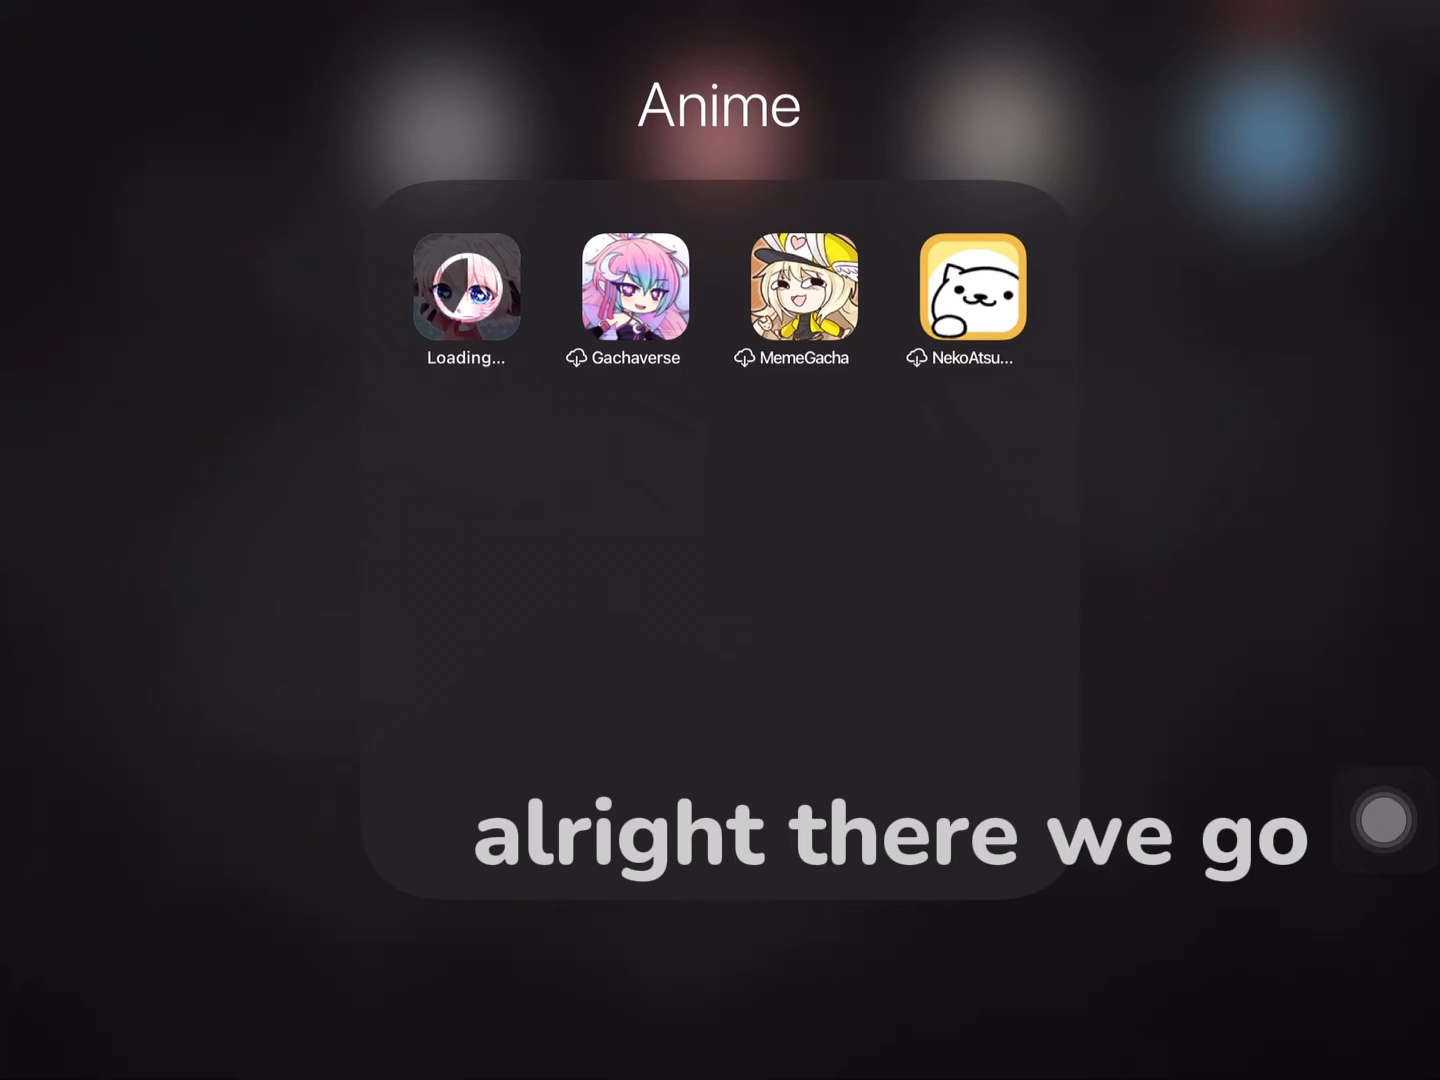 Anime
Loading...
Gachaverse
MemeGacha
NekoAtsu...
alright there we go